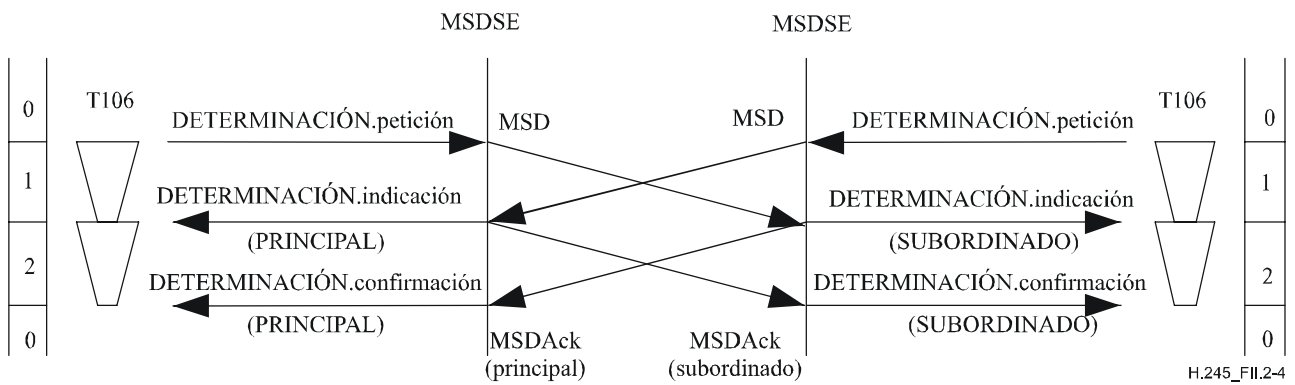 MSDSE MSDSE
0 T106 T106 0
DETERMINACIÓN.petición MSD MSD DETERMINACIÓN.petición
1 DETERMINACIÓN.indicación DETERMINACIÓN.indicación 1
(PRINCIPAL) (SUBORDINADO)
2 DETERMINACIÓN.confirmación DETERMINACIÓN.confirmación 2
(PRINCIPAL) (SUBORDINADO)
0 MSDAck MSDAck 0
(principal) (subordinado)
H.245_FII.2-4